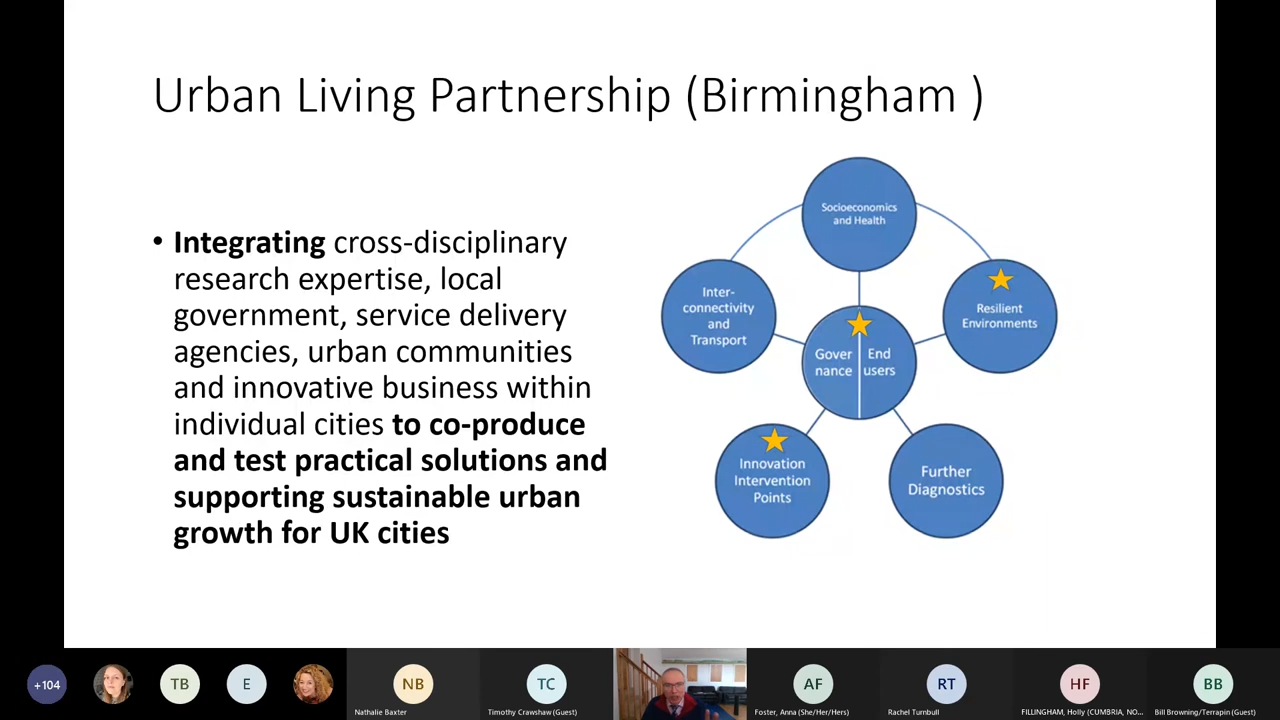 Urban Living Partnership (Birmingham )
• Integrating cross-disciplinary
research expertise, local
government, service delivery
agencies, urban communities
and innovative business within
individual cities to co-produce
and test practical solutions and
supporting sustainable urban
growth for UK cities
Socioeconomics
and Health
Inter-
connectivity
and
Transport
Resilient
Environments
Gover
nance
End
users
Innovation
Intervention
Points
Further
Diagnostics
+104
TB
E
NB
Nathalie Baxter
TC
Timothy Crawshaw (Guest)
AF
Foster, Anna (She/Her/Hers)
RT
Rachel Turnbull
HF
FILLINGHAM, Holly (CUMBRIA, NO...
BB
Bill Browning/Terrapin (Guest)